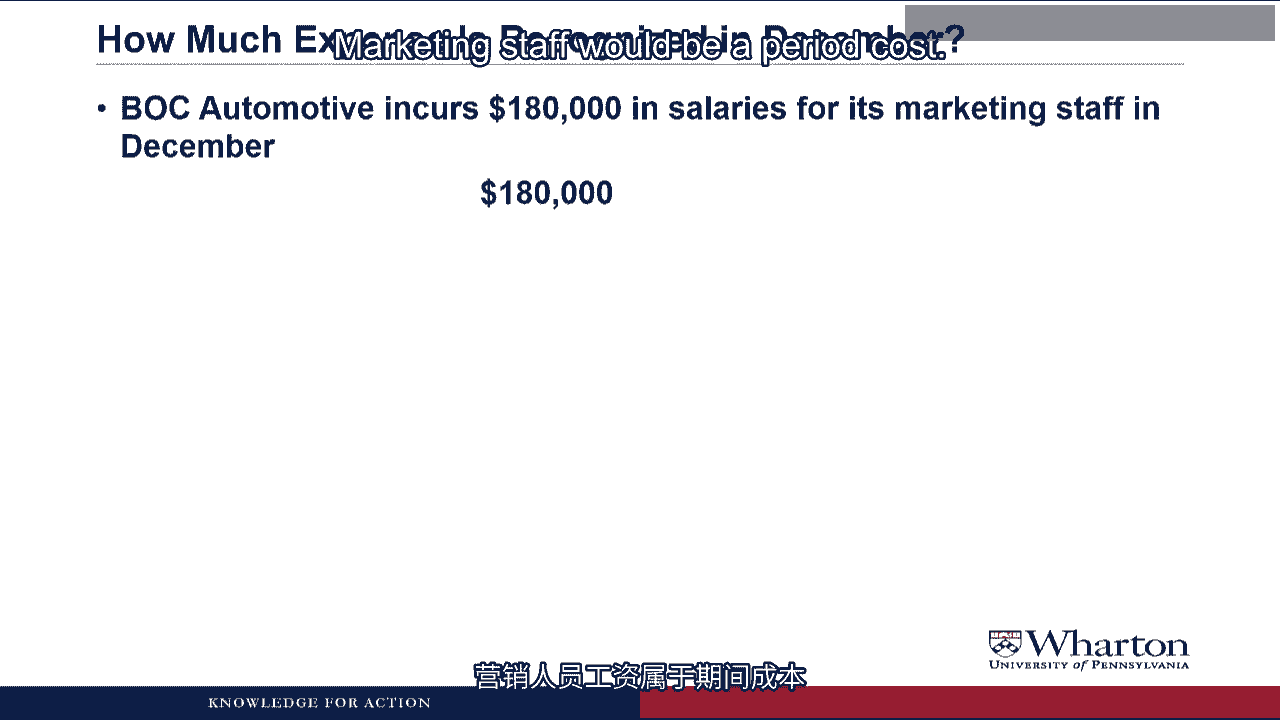 How Much Expense Is Recognized in December?
Marketing staff would be a period cost.
• BOC Automotive incurs $180,000 in salaries for its marketing staff in
December
$180,000
营销人员工资属于期间成本
Wharton
UNIVERSITY of PENNSYLVANIA
KNOWLEDGE FOR ACTION